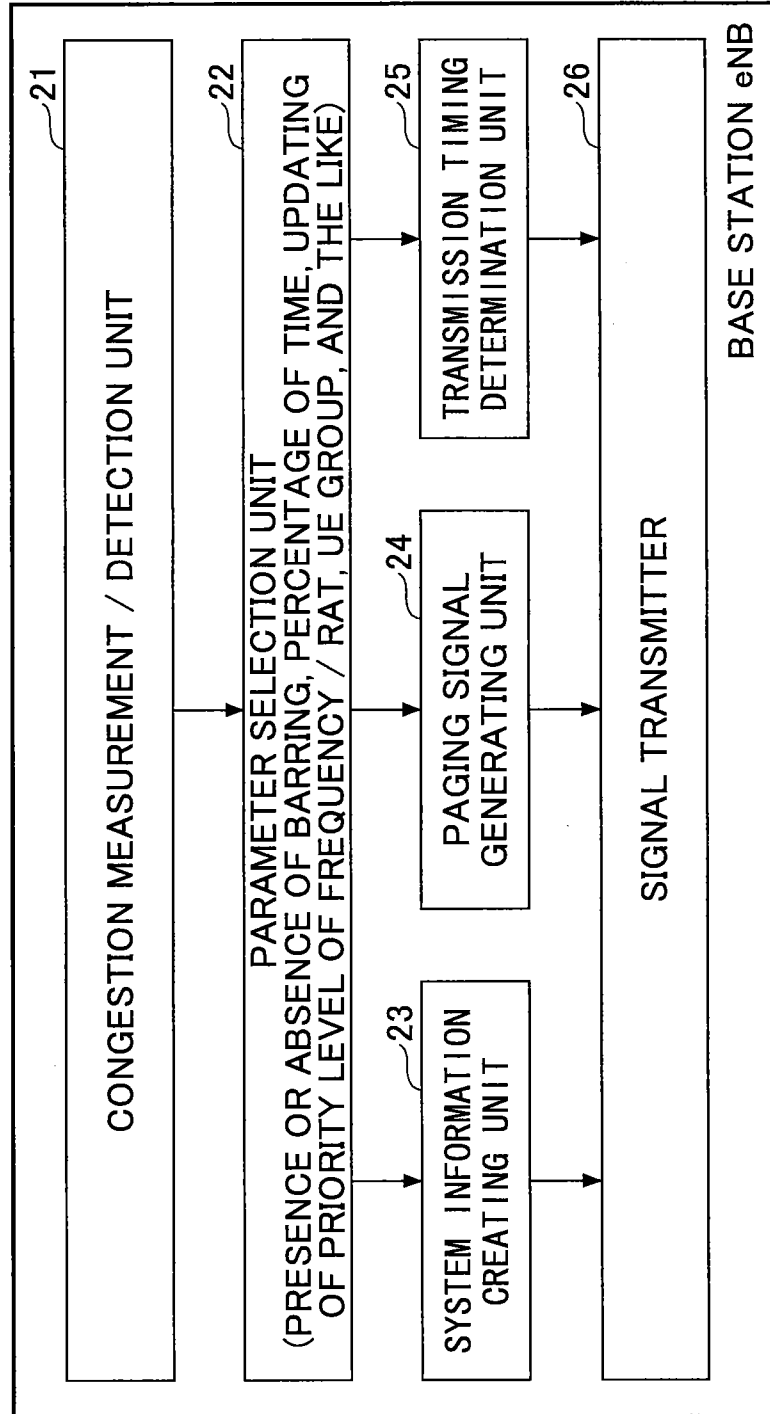 21
CONGESTION MEASUREMENT / DETECTION UNIT
22
PARAMETER SELECTION UNIT
(PRESENCE OR ABSENCE OF BARRING, PERCENTAGE OF TIME, UPDATING
OF PRIORITY LEVEL OF FREQUENCY / RAT, UE GROUP, AND THE LIKE)
23
SYSTEM INFORMATION
CREATING UNIT
24
PAGING SIGNAL
GENERATING UNIT
25
TRANSMISSION TIMING
DETERMINATION UNIT
26
SIGNAL TRANSMITTER
BASE STATION eNB